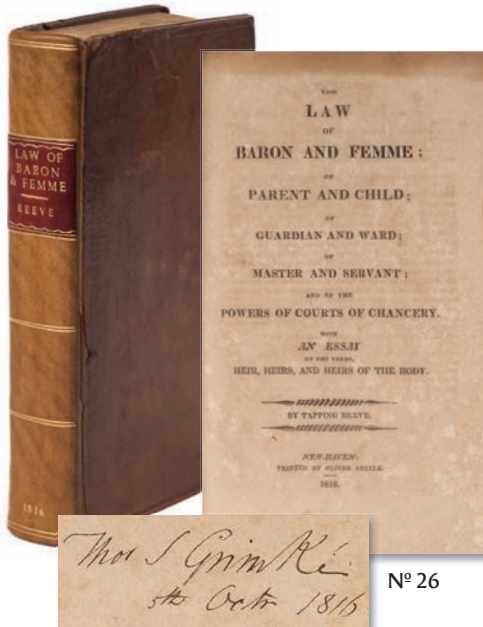 LAW OF
BARON
& FEMME
REEVE
1816
THE
LAW
OF
BARON AND FEMME;
OF
PARENT AND CHILD;
OF
GUARDIAN AND WARD;
OF
MASTER AND SERVANT;
AND OF THE
POWERS OF COURTS OF CHANCERY.
WITH
AN ESSAY
ON THE TERMS,
HEIR, HEIRS, AND HEIRS OF THE BODY.
BY TAPPING REEVE.
NEW-HAVEN:
PRINTED BY OLIVER STEELE.
1816.
Thos S Grimké
5th Octr 1816
Nº 26